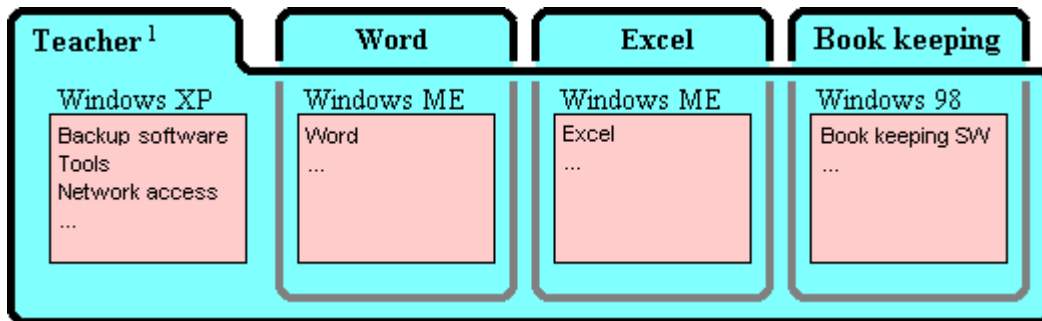 Teacher 1
Word
Excel
Book keeping
Windows XP
Windows ME
Windows ME
Windows 98
Backup software
Tools
Network access
...
Word
...
Excel
...
Book keeping SW
...